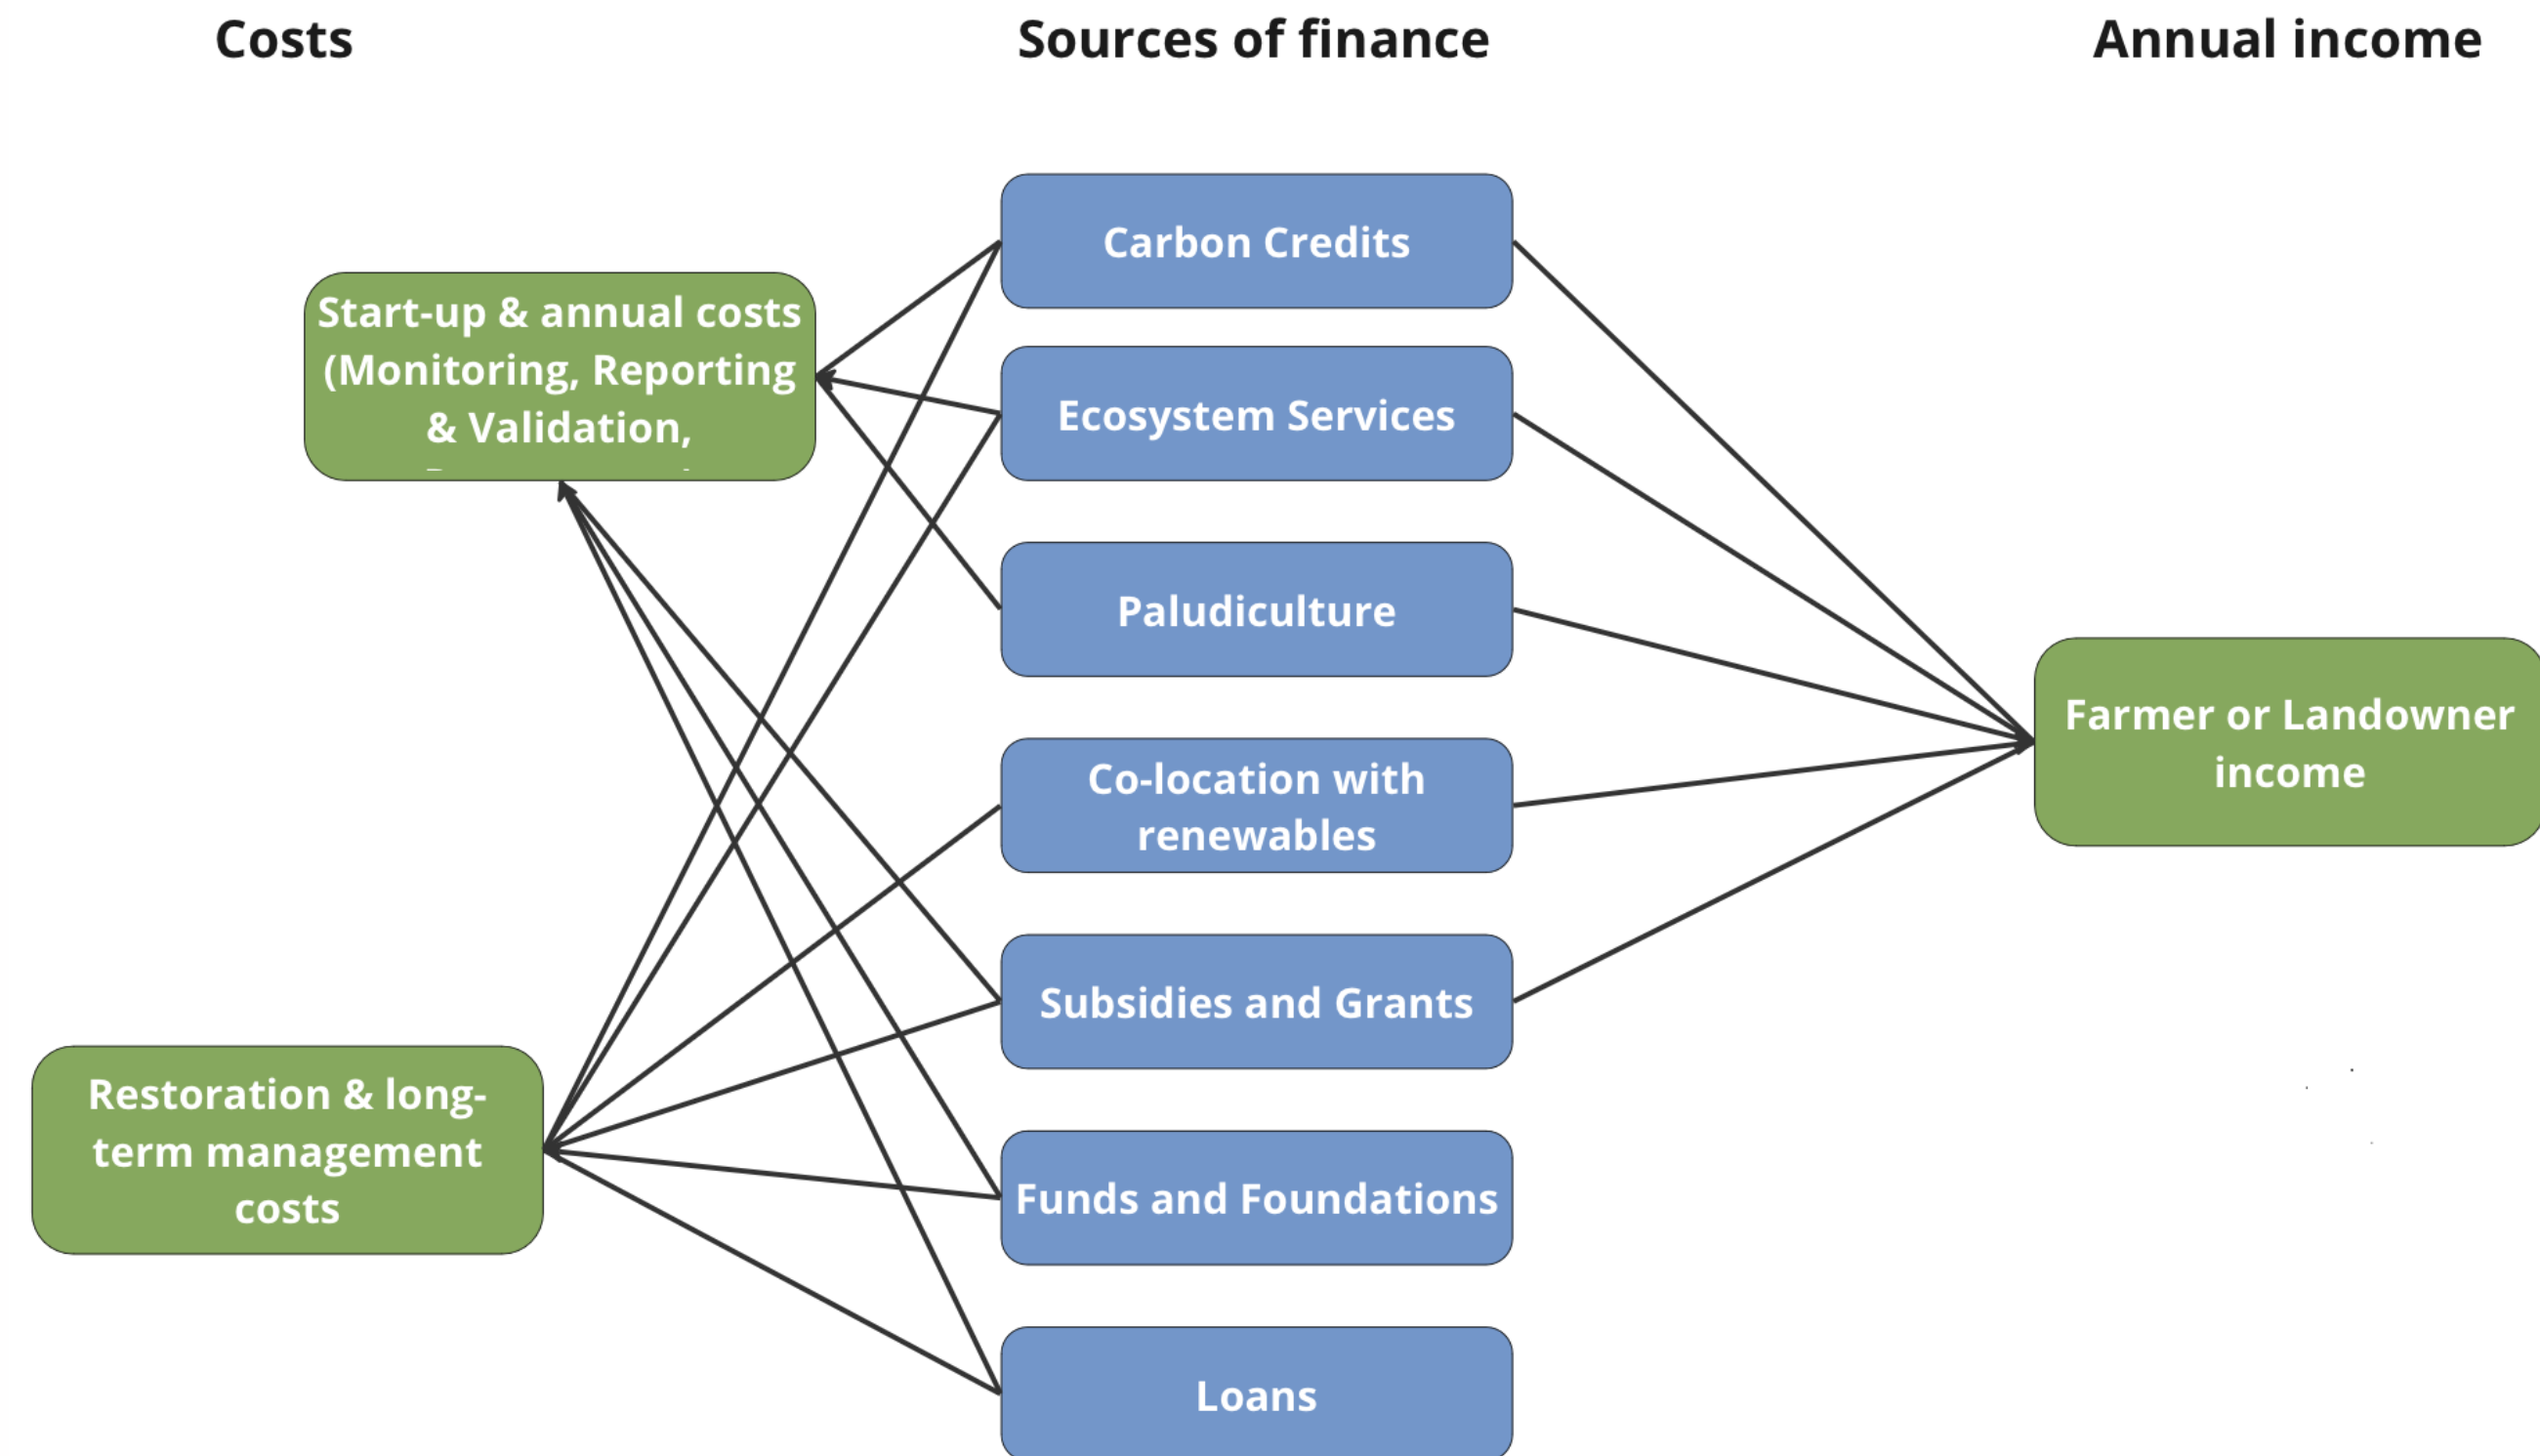 Costs
Sources of finance
Annual income
Carbon Credits
Start-up & annual costs
(Monitoring, Reporting
& Validation,
Ecosystem Services
Paludiculture
Co-location with
renewables
Farmer or Landowner
income
Subsidies and Grants
Restoration & long-
term management
costs
Funds and Foundations
Loans